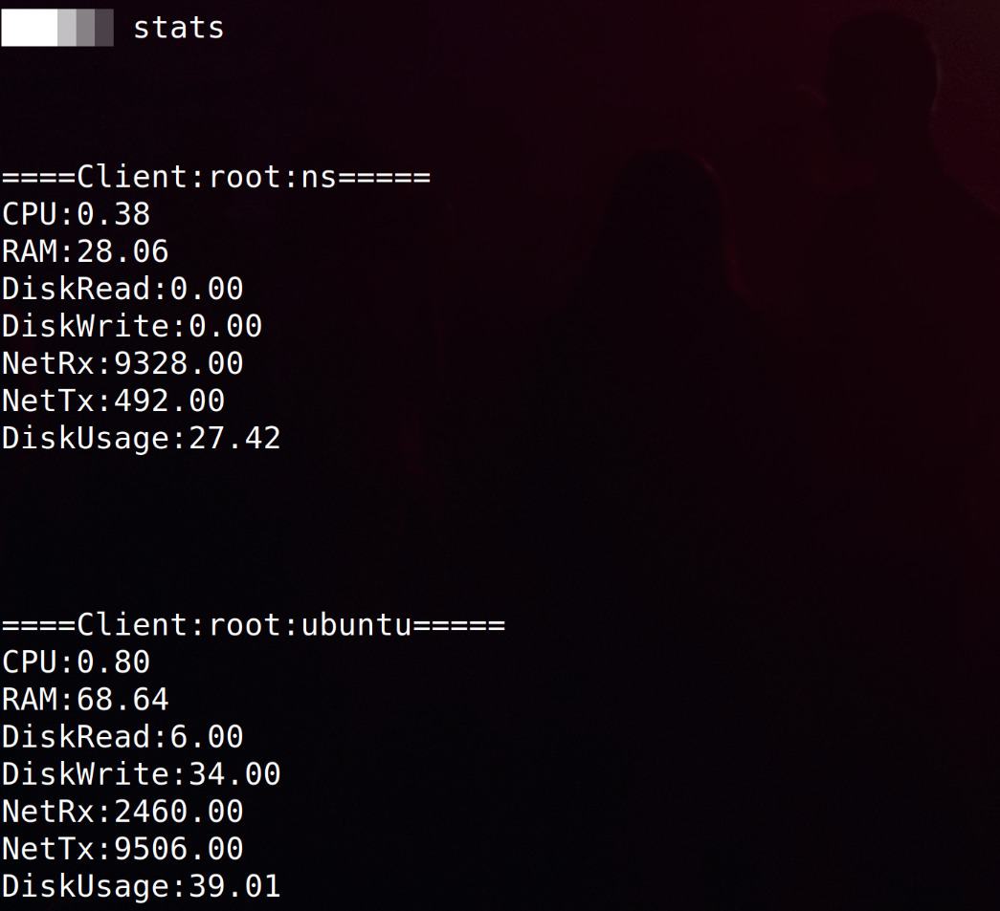 stats
====Client:root:ns=====
CPU:0.38
RAM:28.06
DiskRead:0.00
DiskWrite:0.00
NetRx:9328.00
NetTx:492.00
DiskUsage:27.42
====Client:root:ubuntu=====
CPU:0.80
RAM:68.64
DiskRead:6.00
DiskWrite:34.00
NetRx:2460.00
NetTx:9506.00
DiskUsage:39.01